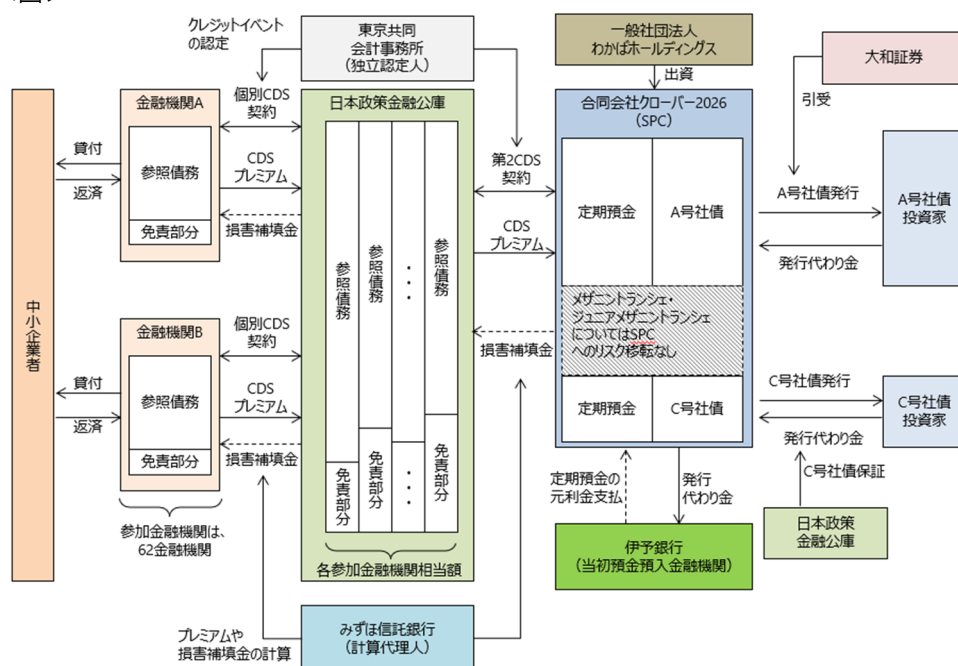 クレジットイベント
の認定
東京共同
会計事務所
（独立認定人）
一般社団法人
わかばホールディングス
大和証券
出資
引受
金融機関A
個別CDS
契約
日本政策金融公庫
合同会社クローバー2026
（SPC）
貸付
返済
参照債務
免責部分
CDS
プレミアム
損害補填金
第2CDS
契約
CDS
プレミアム
定期預金
A号社債
A号社債発行
発行代わり金
A号社債
投資家
中小企業者
参照債務
参照債務
・・・
参照債務
免責部分
免責部分
・・・
免責部分
メザニントランシェ・
ジュニアメザニントランシェ
についてはSPC
へのリスク移転なし
損害補填金
金融機関B
個別CDS
契約
貸付
返済
参照債務
免責部分
CDS
プレミアム
損害補填金
定期預金
C号社債
C号社債発行
発行代わり金
C号社債
投資家
C号社債保証
日本政策
金融公庫
参加金融機関は、
62金融機関
各参加金融機関相当額
定期預金の
元利金支払
発行
代わり金
伊予銀行
（当初預金預入金融機関）
プレミアムや
損害補填金の計算
みずほ信託銀行
（計算代理人）